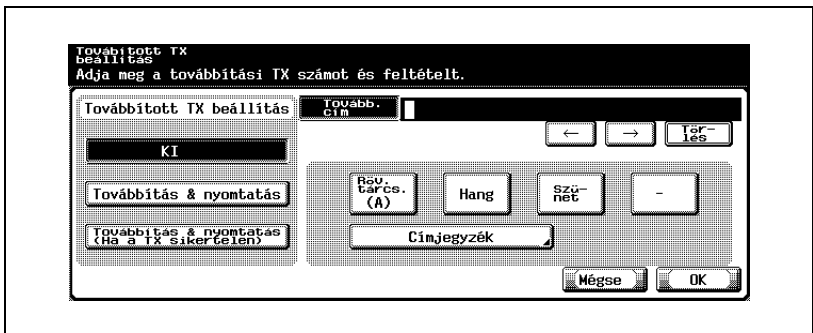 Továbbított TX
beállítás
Adja meg a továbbítási TX számot és feltételt.
Továbbított TX beállítás
Tovább.
cím
← → Tör-
lés
KI
Továbbítás & nyomtatás
Röv.
tárcs.
(A)
Hang
Szü-
net
-
Továbbítás & nyomtatás
(Ha a TX sikertelen)
Címjegyzék
Mégse OK